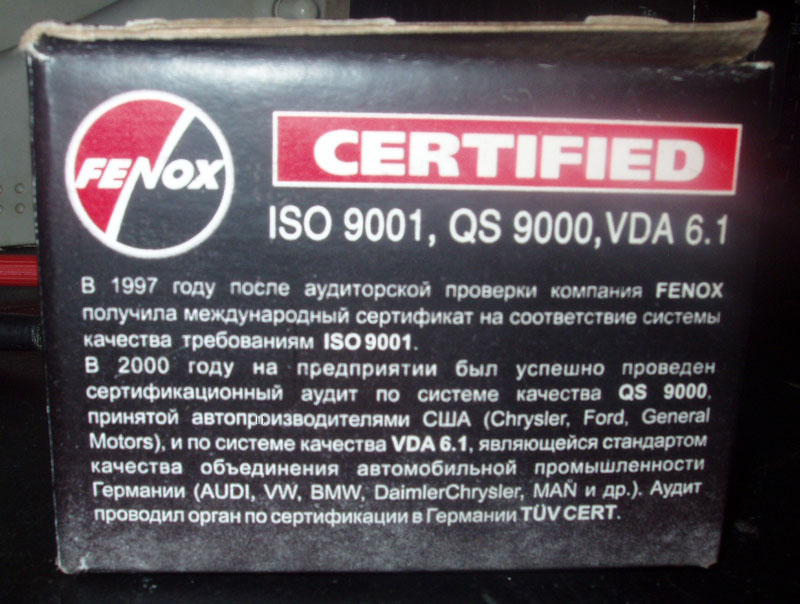 FENOX
CERTIFIED
ISO 9001, QS 9000, VDA 6.1
В 1997 году после аудиторской проверки компания FENOX
получила международный сертификат на соответствие системы
качества требованиям ISO 9001.
В 2000 году на предприятии был успешно проведен
сертификационный аудит по системе качества QS 9000,
принятой автопроизводителями США (Chrysler, Ford, General
Motors), и по системе качества VDA 6.1, являющейся стандартом
качества объединения автомобильной промышленности
Германии (AUDI, VW, BMW, DaimlerChrysler, MAN и др.). Аудит
проводил орган по сертификации в Германии TÜV CERT.